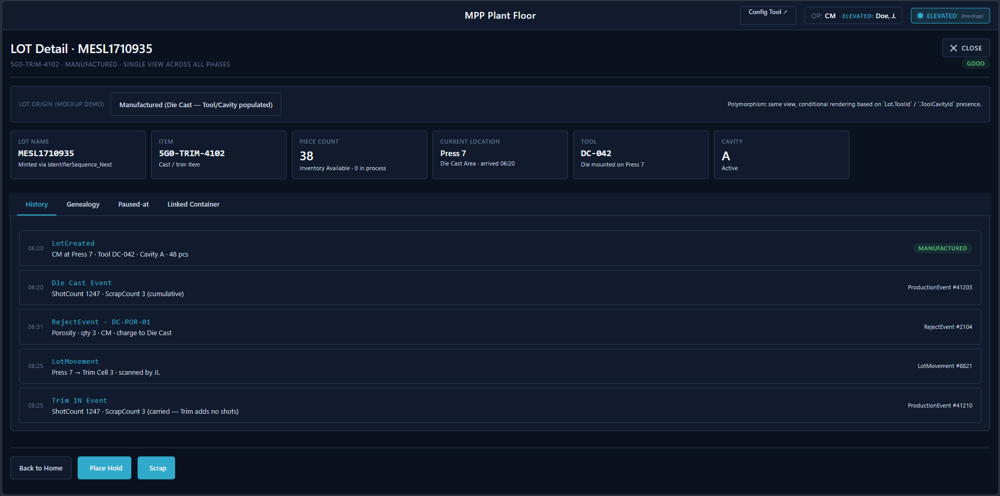 MPP Plant Floor
Config Tool ↗
OP: CM · ELEVATED: Doe, J.
ELEVATED (mockup)
LOT Detail · MESL1710935
CLOSE
5G0-TRIM-4102 · MANUFACTURED · SINGLE VIEW ACROSS ALL PHASES
GOOD
LOT ORIGIN (MOCKUP DEMO)
Manufactured (Die Cast — Tool/Cavity populated)
Polymorphism: same view, conditional rendering based on `Lot.ToolId` / `.ToolCavityId` presence.
LOT NAME
MESL1710935
Minted via IdentifierSequence_Next
ITEM
5G0-TRIM-4102
Cast / trim Item
PIECE COUNT
38
Inventory Available · 0 in process
CURRENT LOCATION
Press 7
Die Cast Area · arrived 06:20
TOOL
DC-042
Die mounted on Press 7
CAVITY
A
Active
History
Genealogy
Paused-at
Linked Container
06:20
LotCreated
CM at Press 7 · Tool DC-042 · Cavity A · 48 pcs
MANUFACTURED
06:20
Die Cast Event
ShotCount 1247 · ScrapCount 3 (cumulative)
ProductionEvent #41203
06:31
RejectEvent · DC-POR-01
Porosity · qty 3 · CM · charge to Die Cast
RejectEvent #2104
08:25
LotMovement
Press 7 → Trim Cell 3 · scanned by JL
LotMovement #8821
08:25
Trim IN Event
ShotCount 1247 · ScrapCount 3 (carried — Trim adds no shots)
ProductionEvent #41210
Back to Home
Place Hold
Scrap